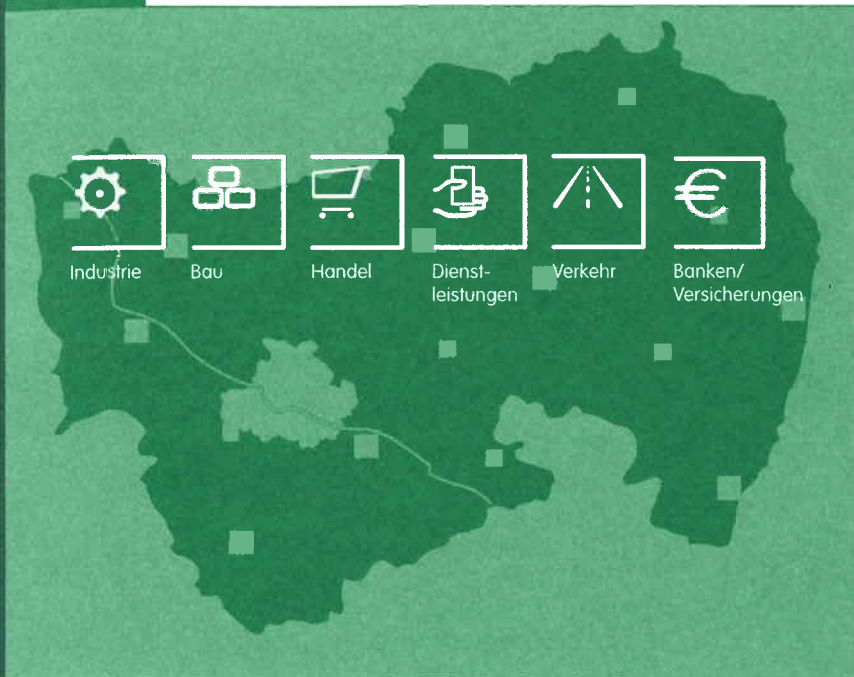 Industrie
Bau
Handel
Dienst-
leistungen
Verkehr
Banken/
Versicherungen